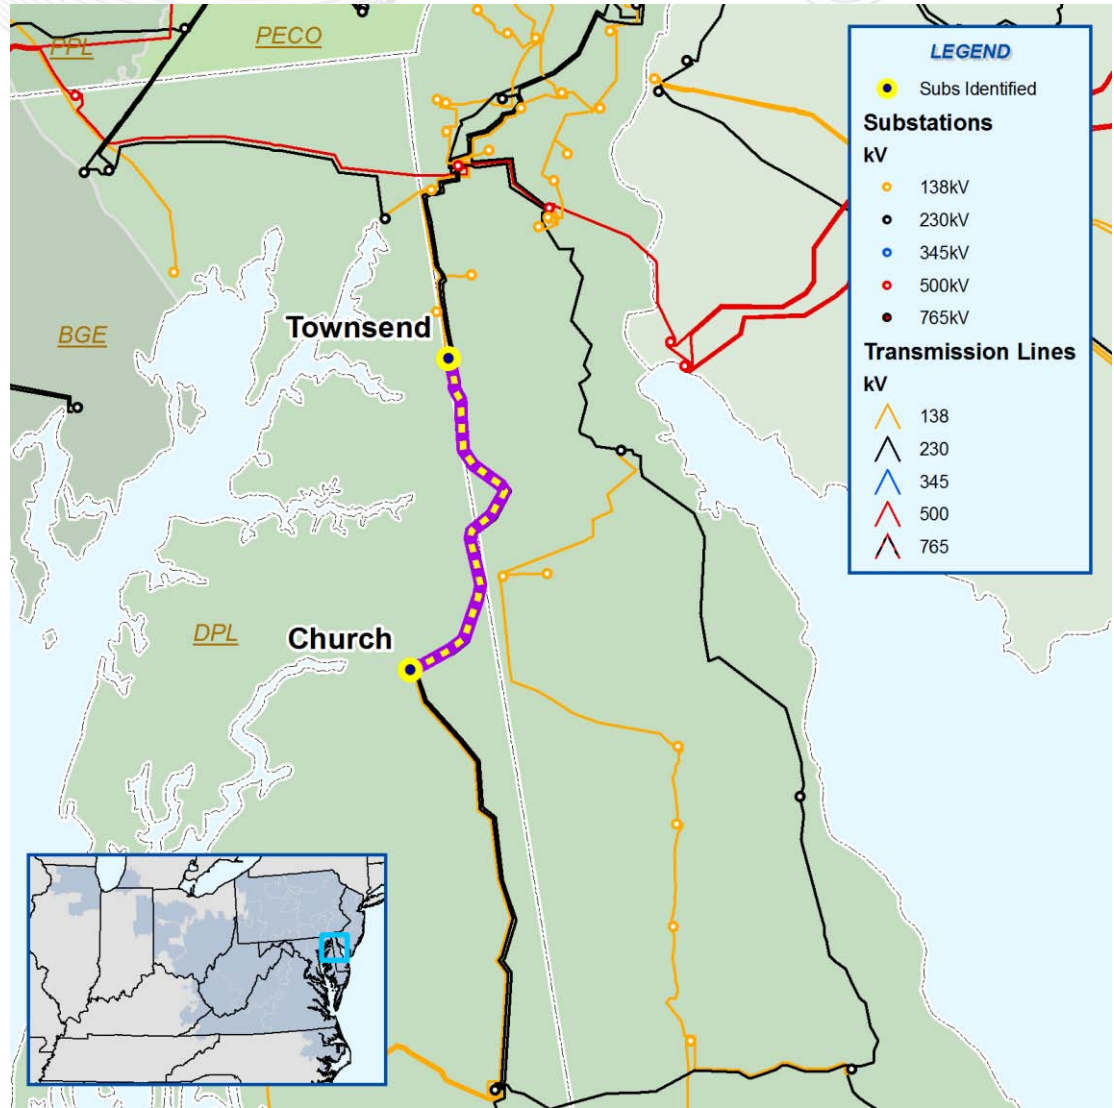 PPL
PECO
BGE
Townsend
DPL
Church
LEGEND
Subs Identified
Substations
kV
138kV
230kV
345kV
500kV
765kV
Transmission Lines
kV
138
230
345
500
765